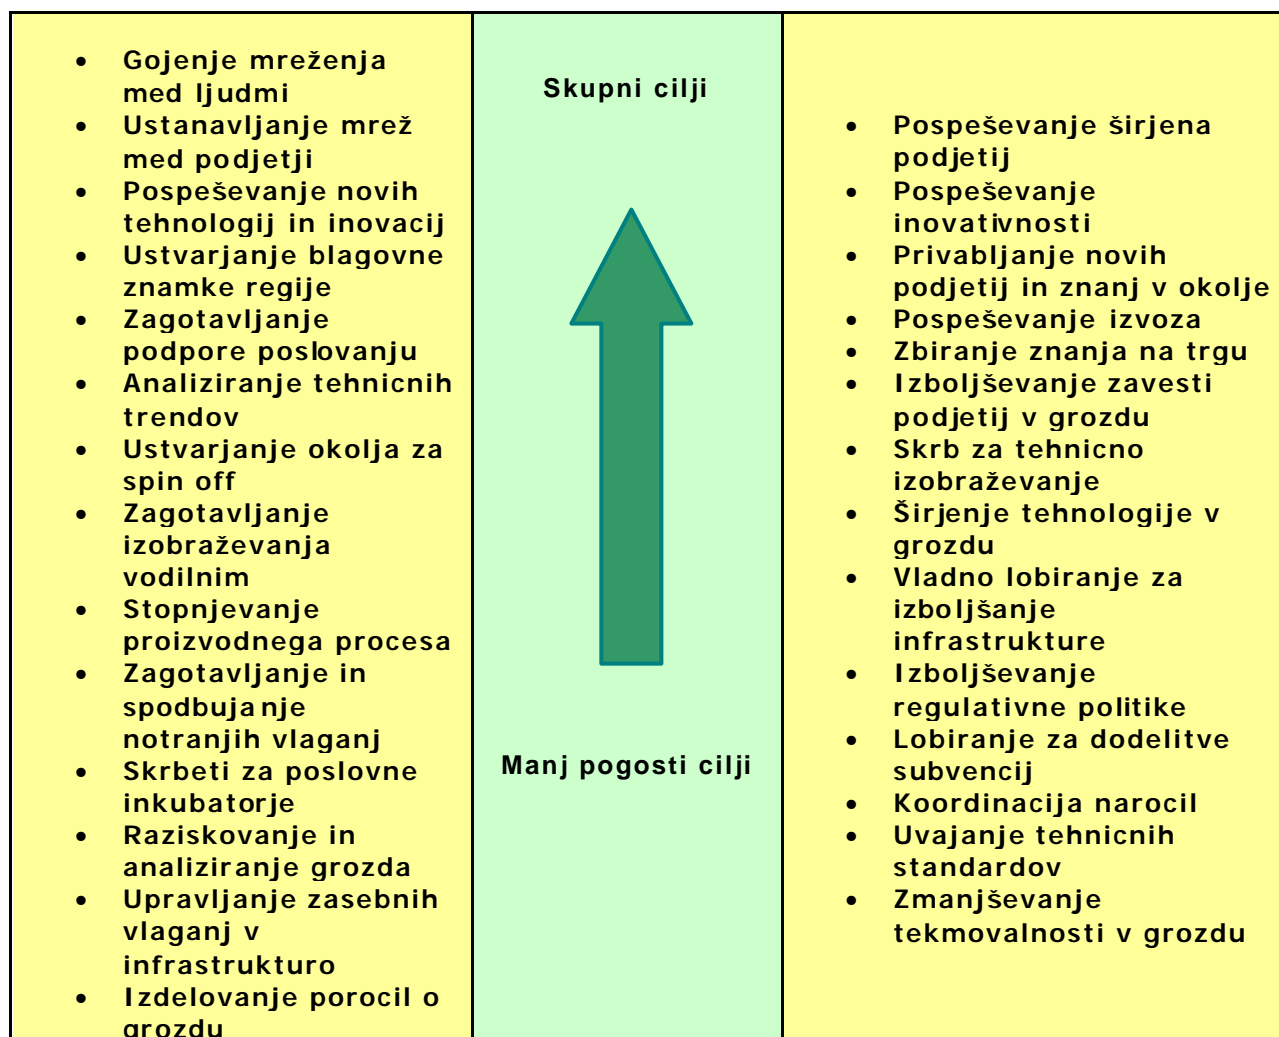 • Gojenje mreženja
med ljudmi
• Ustanavljanje mrež
med podjetji
• Pospeševanje novih
tehnologij in inovacij
• Ustvarjanje blagovne
znamke regije
• Zagotavljanje
podpore poslovanju
• Analiziranje tehnicnih
trendov
• Ustvarjanje okolja za
spin off
• Zagotavljanje
izobraževanja
vodilnim
• Stopnjevanje
proizvodnega procesa
• Zagotavljanje in
spodbujanje
notranjih vlaganj
• Skrbeti za poslovne
inkubatorje
• Raziskovanje in
analiziranje grozda
• Upravljanje zasebnih
vlaganj v
infrastrukturo
• Izdelovanje porocil o
grozdu
Skupni cilji
Manj pogosti cilji
• Pospeševanje širjena
podjetij
• Pospeševanje
inovativnosti
• Privabljanje novih
podjetij in znanj v okolje
• Pospeševanje izvoza
• Zbiranje znanja na trgu
• Izboljševanje zavesti
podjetij v grozdu
• Skrb za tehnicno
izobraževanje
• Širjenje tehnologije v
grozdu
• Vladno lobiranje za
izboljšanje
infrastrukture
• Izboljševanje
regulativne politike
• Lobiranje za dodelitve
subvencij
• Koordinacija narocil
• Uvajanje tehnicnih
standardov
• Zmanjševanje
tekmovalnosti v grozdu